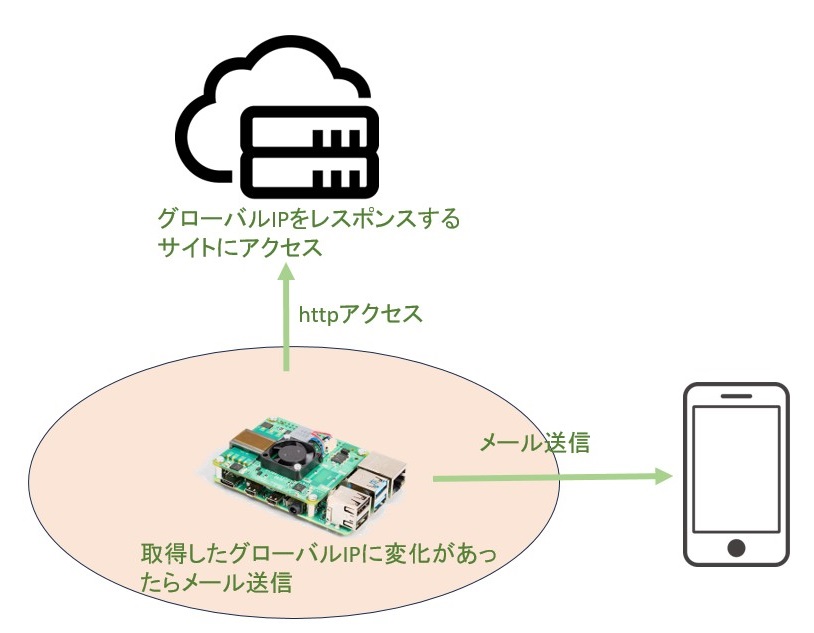 グローバルIPをレスポンスする
サイトにアクセス
httpアクセス
メール送信
取得したグローバルIPに変化があっ
たらメール送信